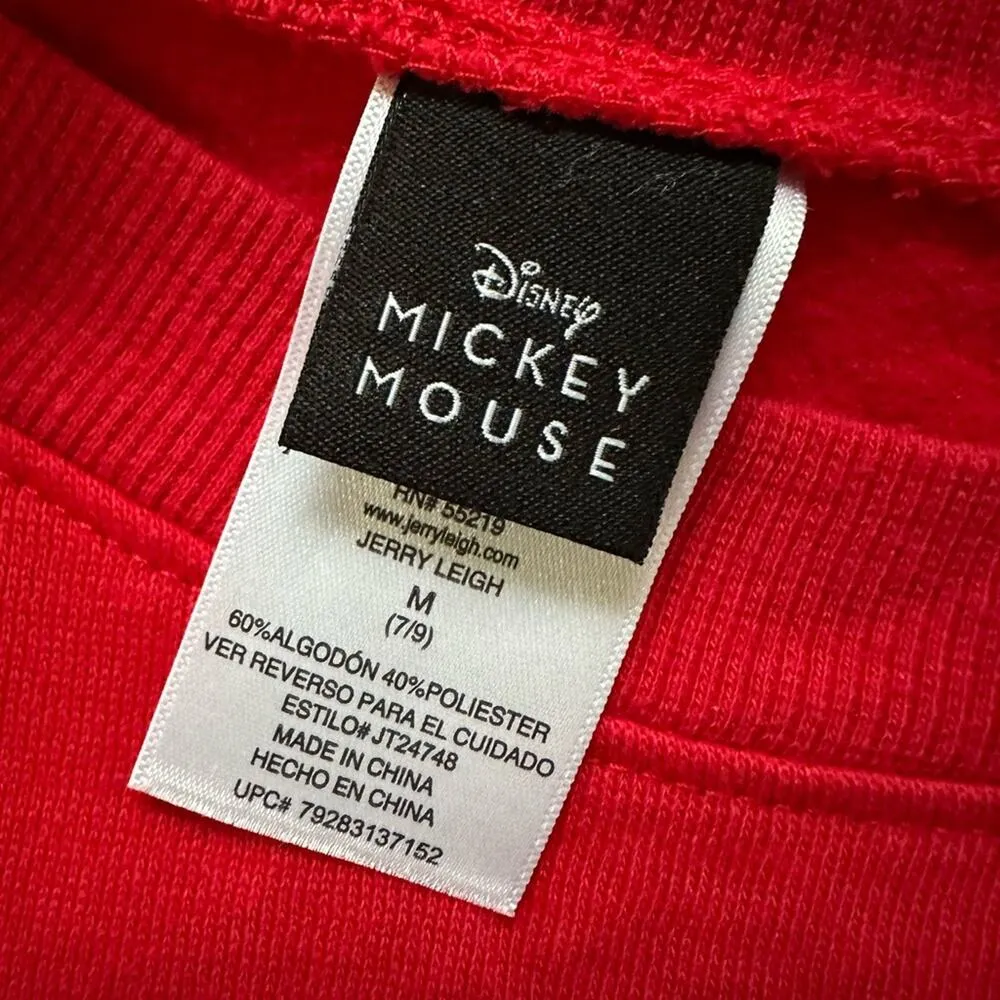 Disney
MICKEY
MOUSE
RN# 55219
www.jerryleigh.com
JERRY LEIGH
M
(7/9)
60%ALGODÓN 40%POLIESTER
VER REVERSO PARA EL CUIDADO
ESTILO# JT24748
MADE IN CHINA
HECHO EN CHINA
UPC# 79283137152